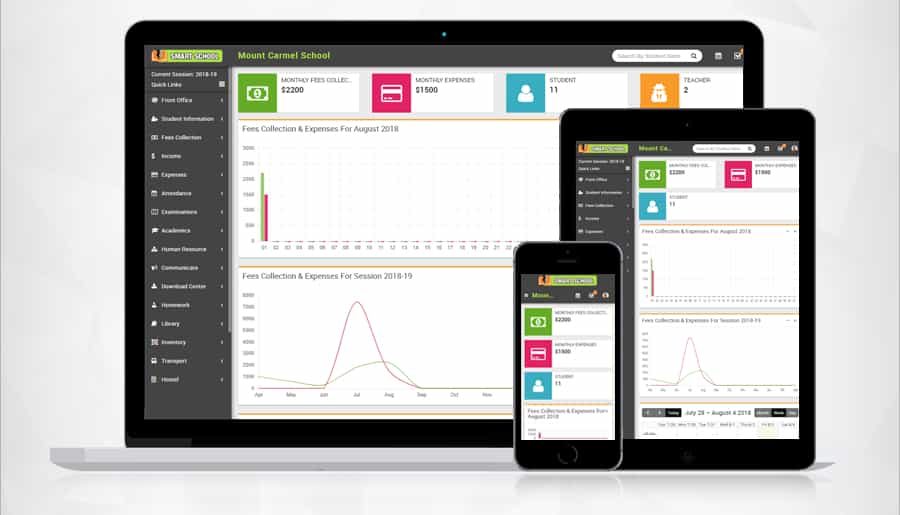 SMART SCHOOL
Mount Carmel School
Search By Student Name
Current Session: 2018-19
Quick Links
Front Office
Student Information
Fees Collection
Income
Expenses
Attendance
Examinations
Academics
Human Resource
Communicate
Download Center
Homework
Library
Inventory
Transport
Hostel
MONTHLY FEES COLLEC...
$2200
MONTHLY EXPENSES
$1500
STUDENT
11
TEACHER
2
Fees Collection & Expenses For August 2018
3000
2500
2000
1500
1000
500
0
01 02 03 04 05 06 07 08 09 10 11 12 13 14 15 16 17 18 19 20 21 22
Fees Collection & Expenses For Session 2018-19
8000
7000
6000
5000
4000
3000
2000
1000
0
Apr May Jun Jul Aug Sep Oct Nov
SMART SCHOOL
Mount Ca...
Current Session: 2018-19
Quick Links
Front Office
Student Information
Fees Collection
Income
Expenses
MONTHLY FEES COL...
$2200
MONTHLY EXPENSES
$1500
STUDENT
11
Fees Collection & Expenses For August 2018
Fees Collection & Expenses For Session 2018-19
Today
July 29 – August 4 2018
Month Week Day
SMART SCHOOL
Moun...
MONTHLY FEES COLLECTI...
$2200
MONTHLY EXPENSES
$1500
STUDENT
11
Fees Collection & Expenses For
August 2018
3000
2500